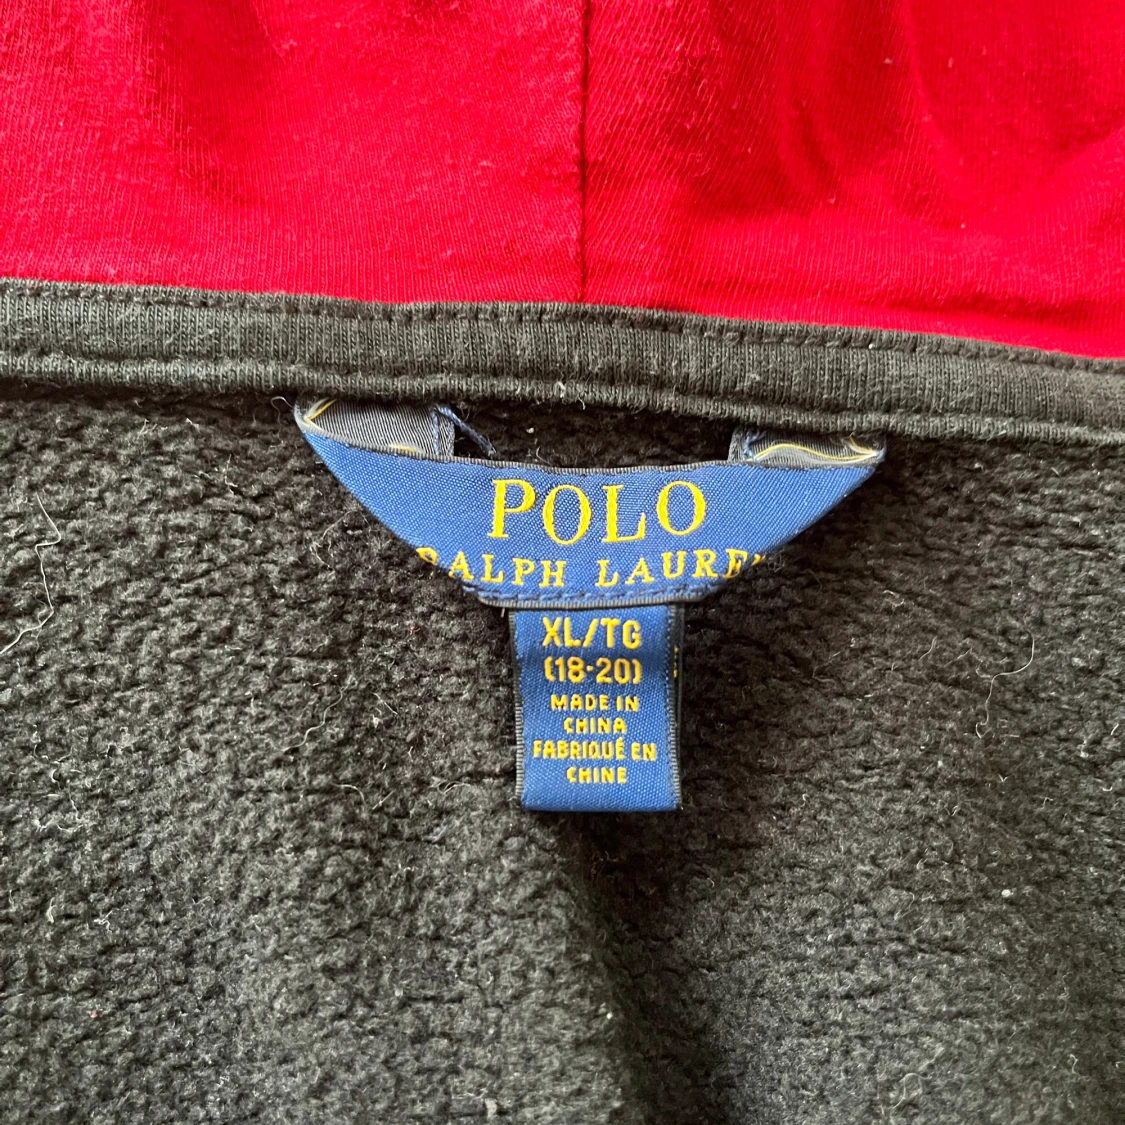 POLO
RALPH LAUREN
XL/TG
(18-20)
MADE IN
CHINA
FABRIQUÉ EN
CHINE